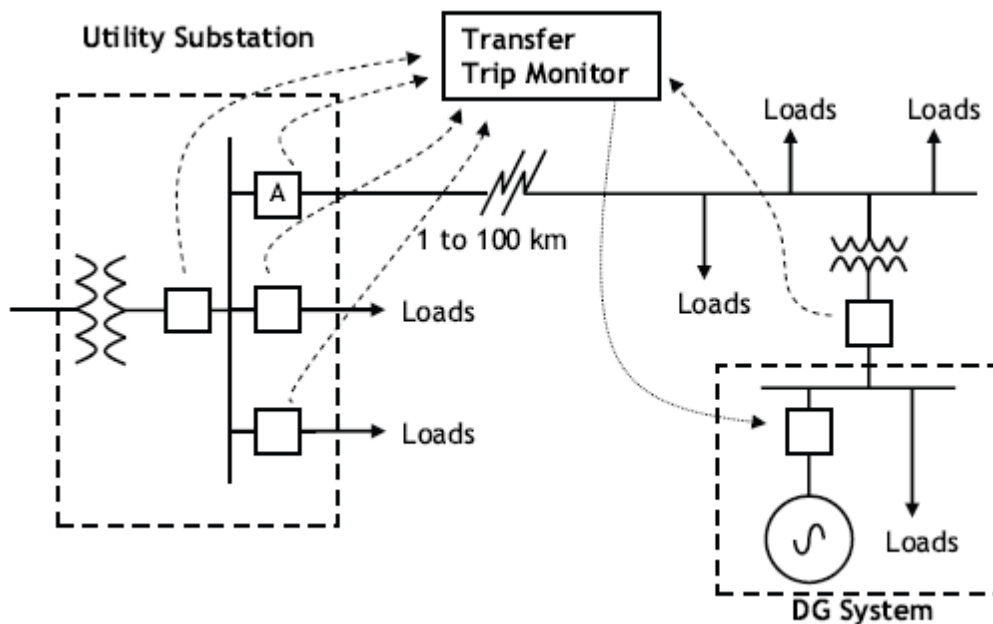 Utility Substation
Transfer
Trip Monitor
Loads
Loads
A
1 to 100 km
Loads
Loads
Loads
Loads
DG System